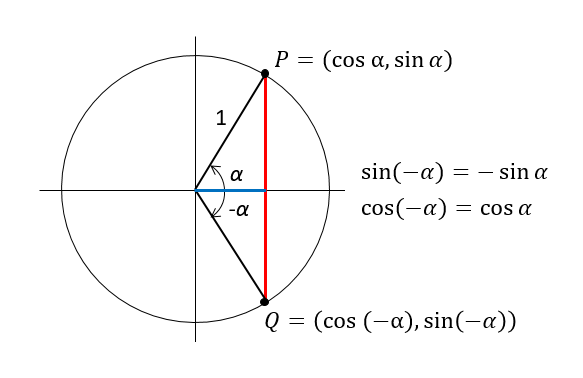 P = (cos α, sin α)
1
α
sin(−α) = − sin α
-α
cos(−α) = cos α
Q = (cos (−α), sin(−α))